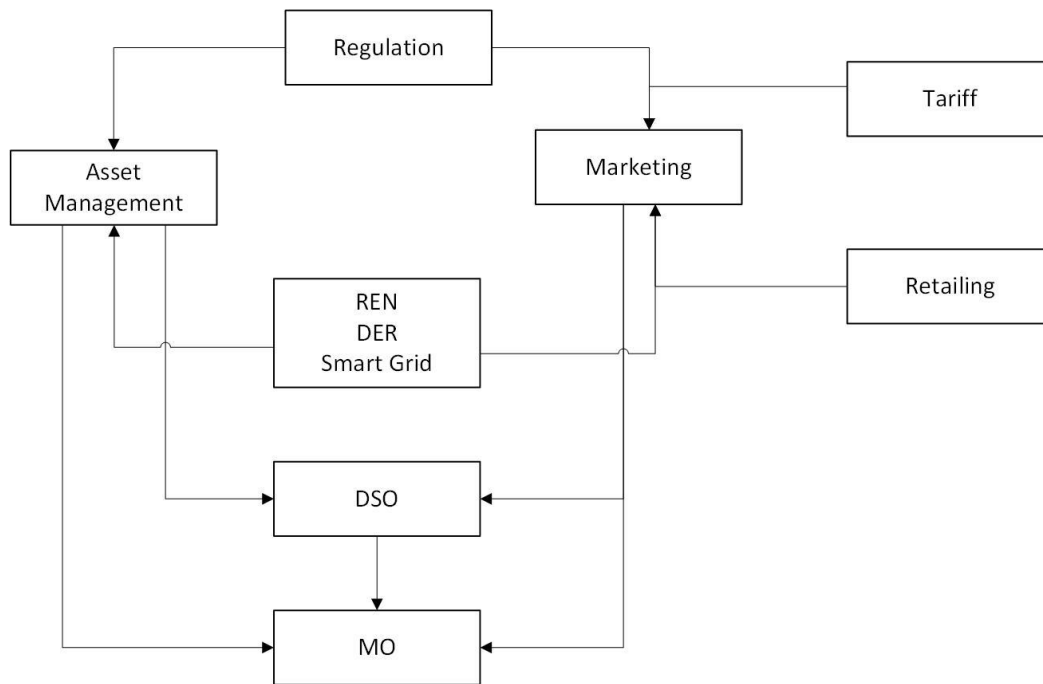 Regulation
Tariff
Asset
Management
Marketing
REN
DER
Smart Grid
Retailing
DSO
MO